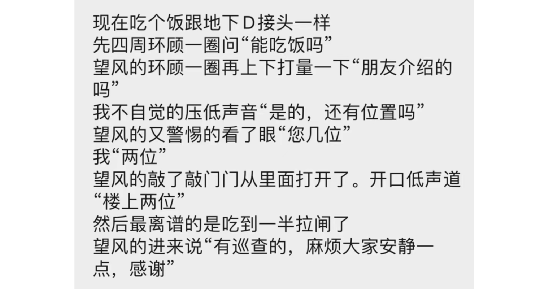 现在吃个饭跟地下D接头一样
先四周环顾一圈问“能吃饭吗”
望风的环顾一圈再上下打量一下“朋友介绍的
吗”
我不自觉的压低声音“是的，还有位置吗”
望风的又警惕的看了眼“您几位”
我“两位”
望风的敲了敲门门从里面打开了。开口低声道
“楼上两位”
然后最离谱的是吃到一半拉闸了
望风的进来说“有巡查的，麻烦大家安静一
点，感谢”